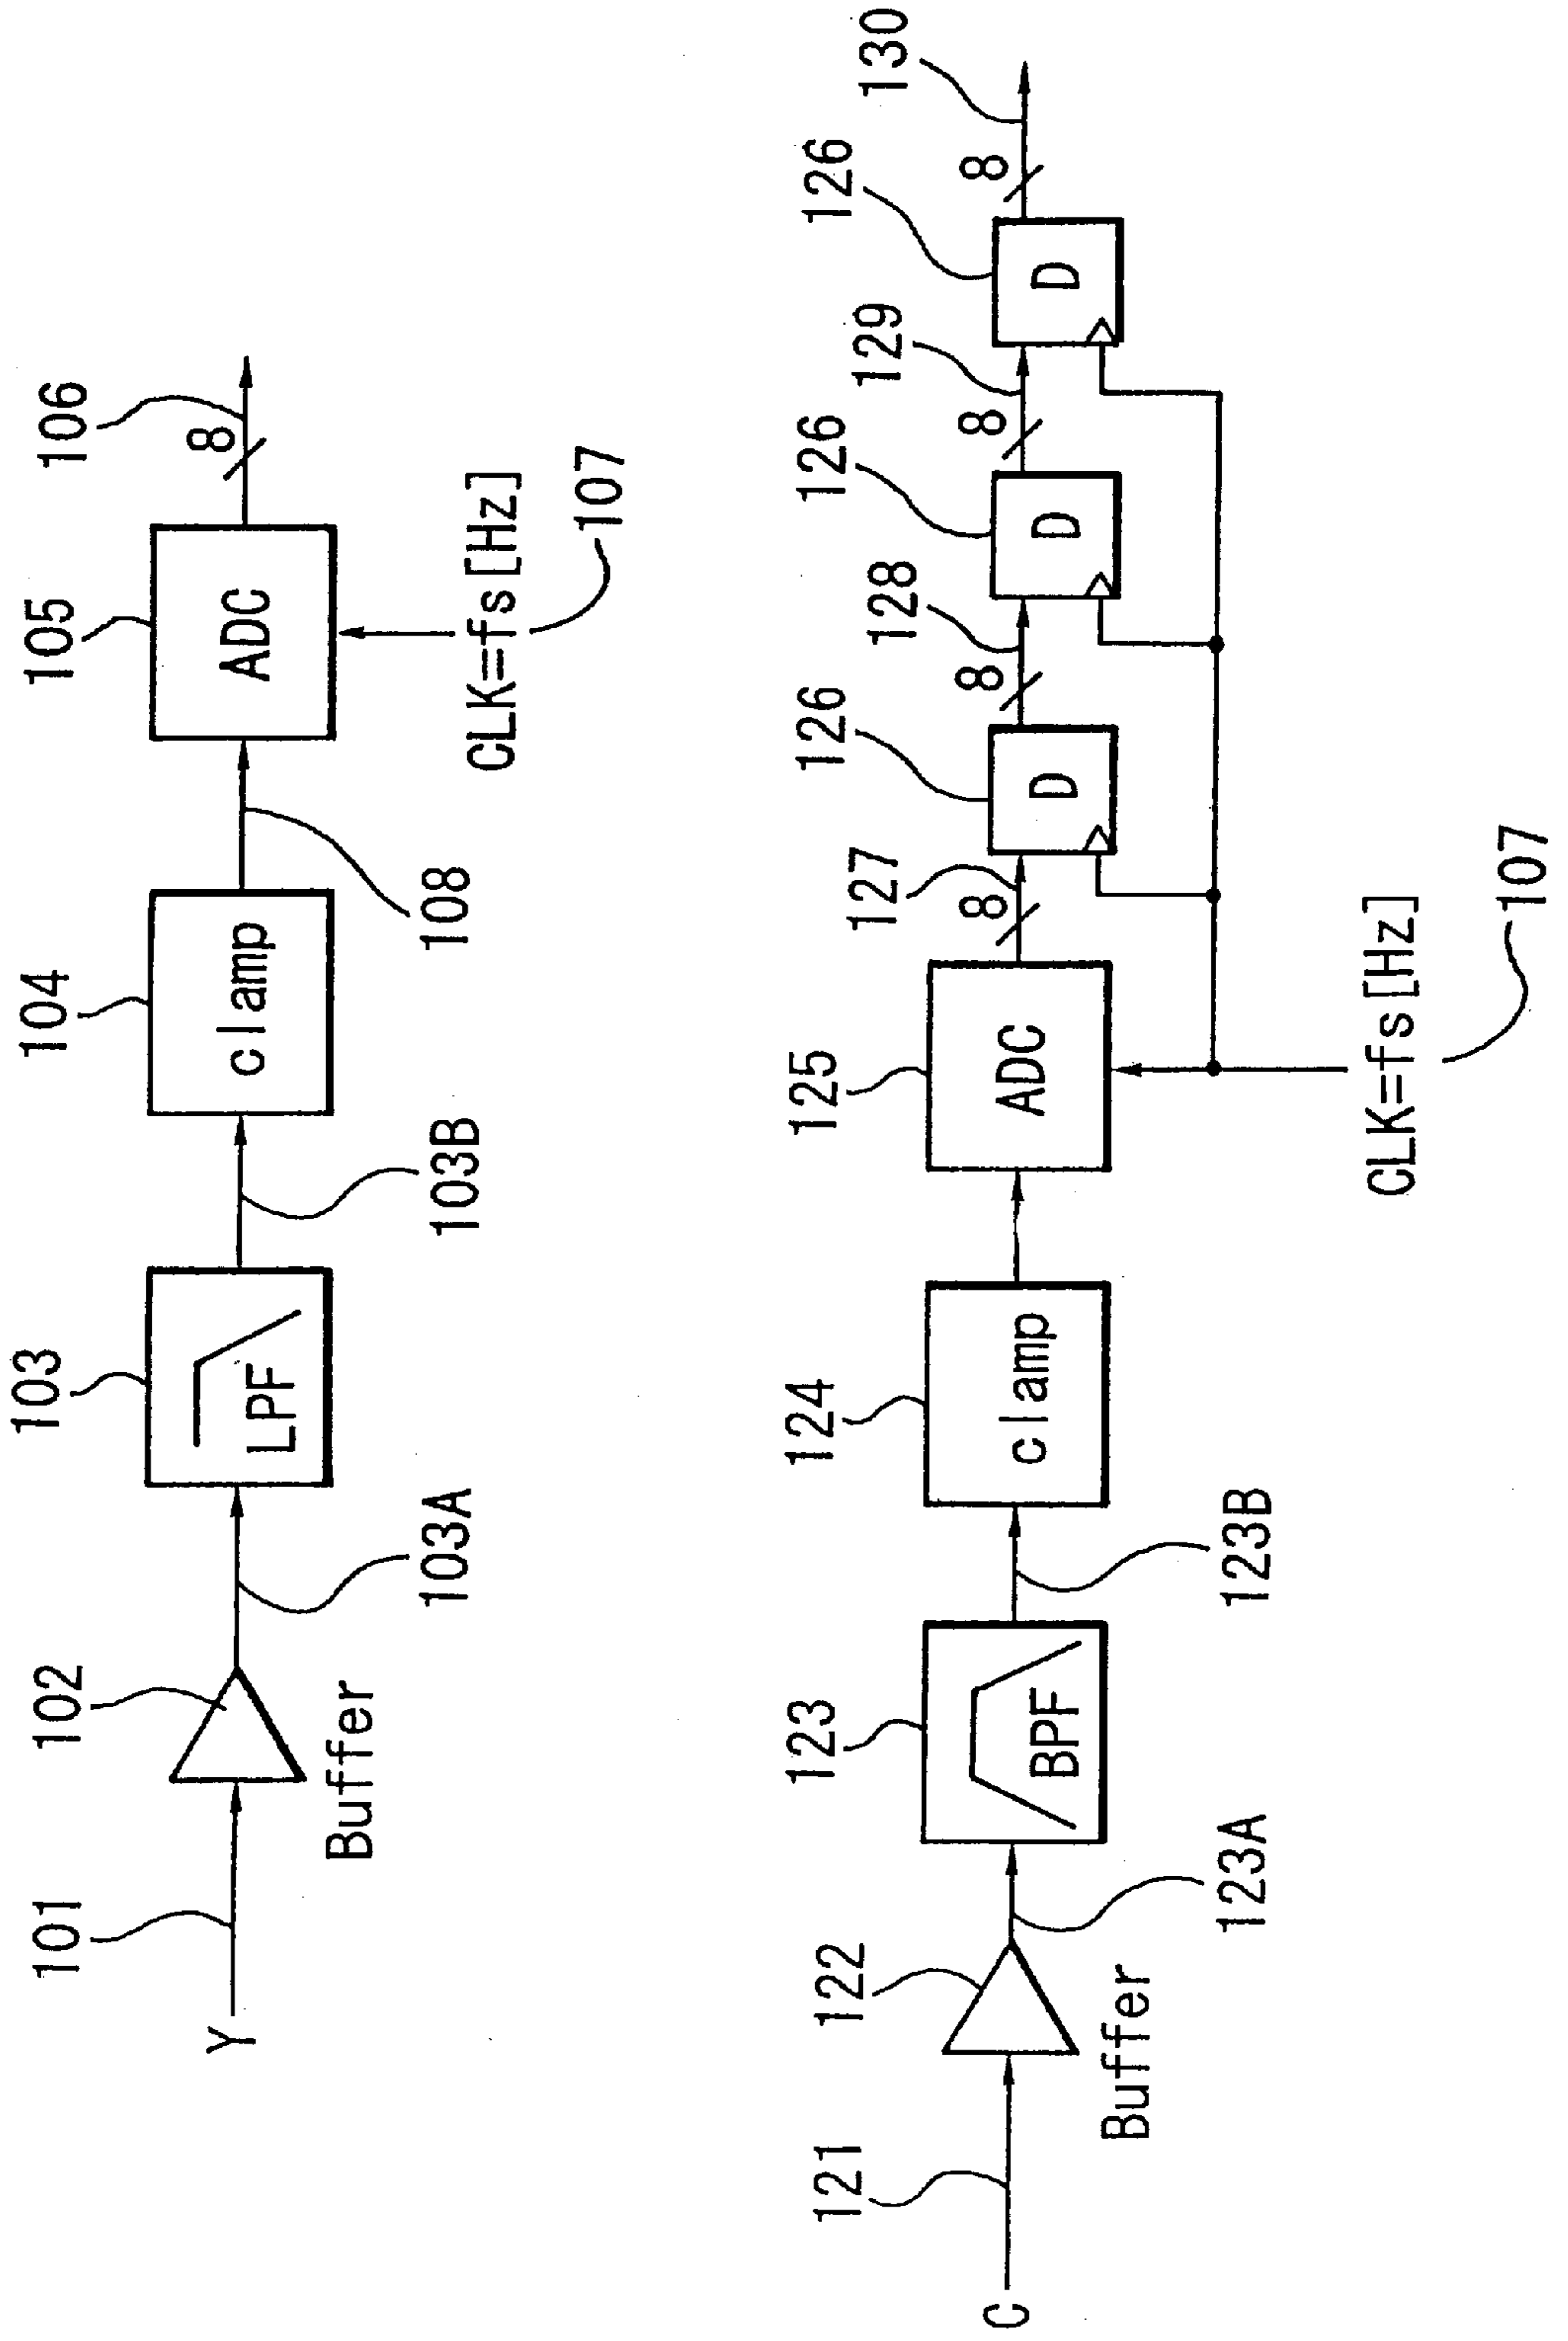 101
102
103
104
105
106
Y
Buffer
103A
LPF
103B
clamp
108
ADC
8
CLK=fs[Hz]
107
121
122
123
124
125
127
126
128
126
129
126
130
C
Buffer
123A
BPF
123B
clamp
ADC
8
D
8
D
8
D
8
CLK=fs[Hz]
107